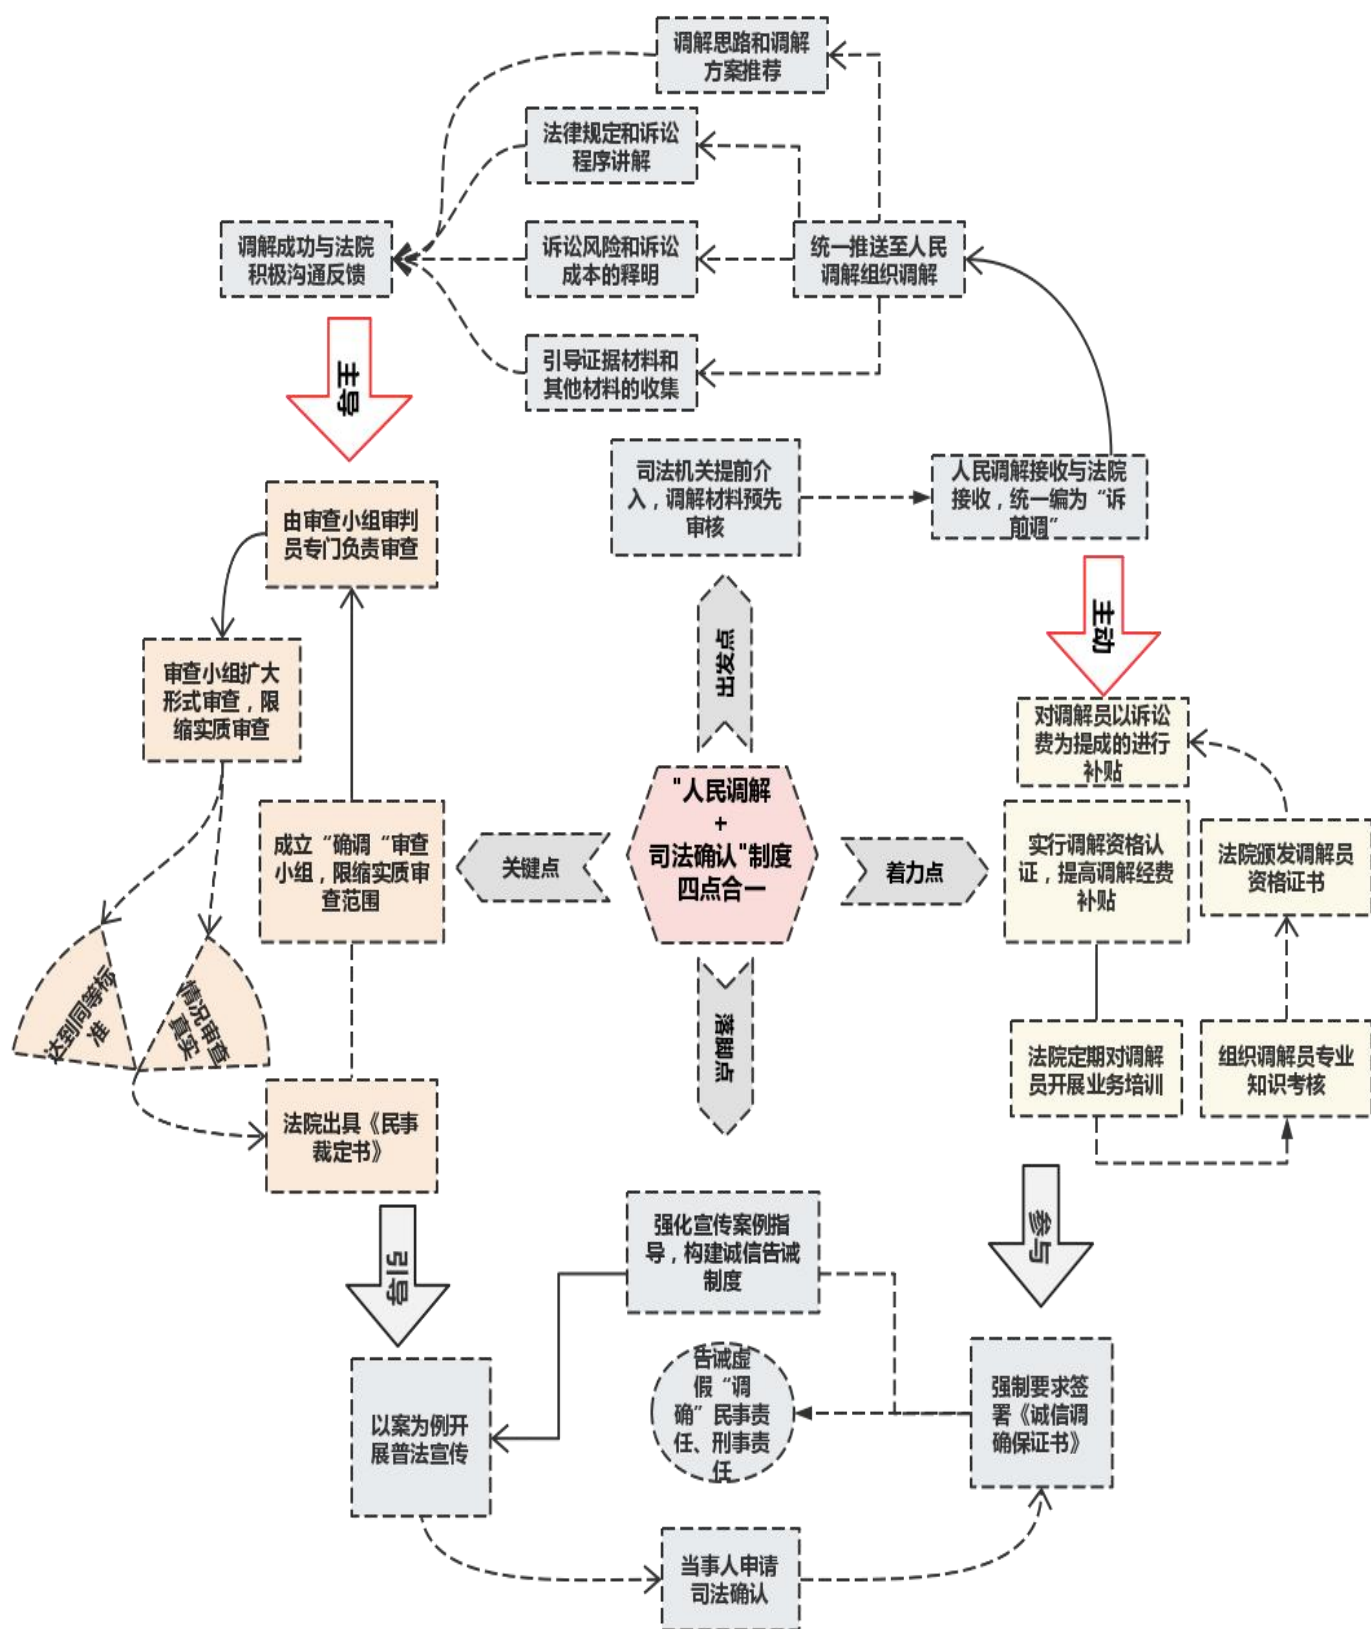 调解思路和调解
方案推荐
法律规定和诉讼
程序讲解
调解成功与法院
积极沟通反馈
诉讼风险和诉讼
成本的释明
统一推送至人民
调解组织调解
引导证据材料和
其他材料的收集
主导
司法机关提前介
入，调解材料预先
审核
人民调解接收与法院
接收，统一编为“诉
前调”
由审查小组审判
员专门负责审查
主动
出发点
审查小组扩大
形式审查，限
缩实质审查
对调解员以诉讼
费为提成的进行
补贴
成立“确调“审查
小组，限缩实质审
查范围
关键点
"人民调解
+
司法确认"制度
四点合一
着力点
实行调解资格认
证，提高调解经费
补贴
法院颁发调解员
资格证书
达到同等标
准
情况审查
真实
落脚点
法院定期对调解
员开展业务培训
组织调解员专业
知识考核
法院出具《民事
裁定书》
引导
强化宣传案例指
导，构建诚信告诫
制度
参与
告诫虚
假“调
确”民事责
任、刑事责
任
以案为例开
展普法宣传
强制要求签
署《诚信调
确保证书》
当事人申请
司法确认